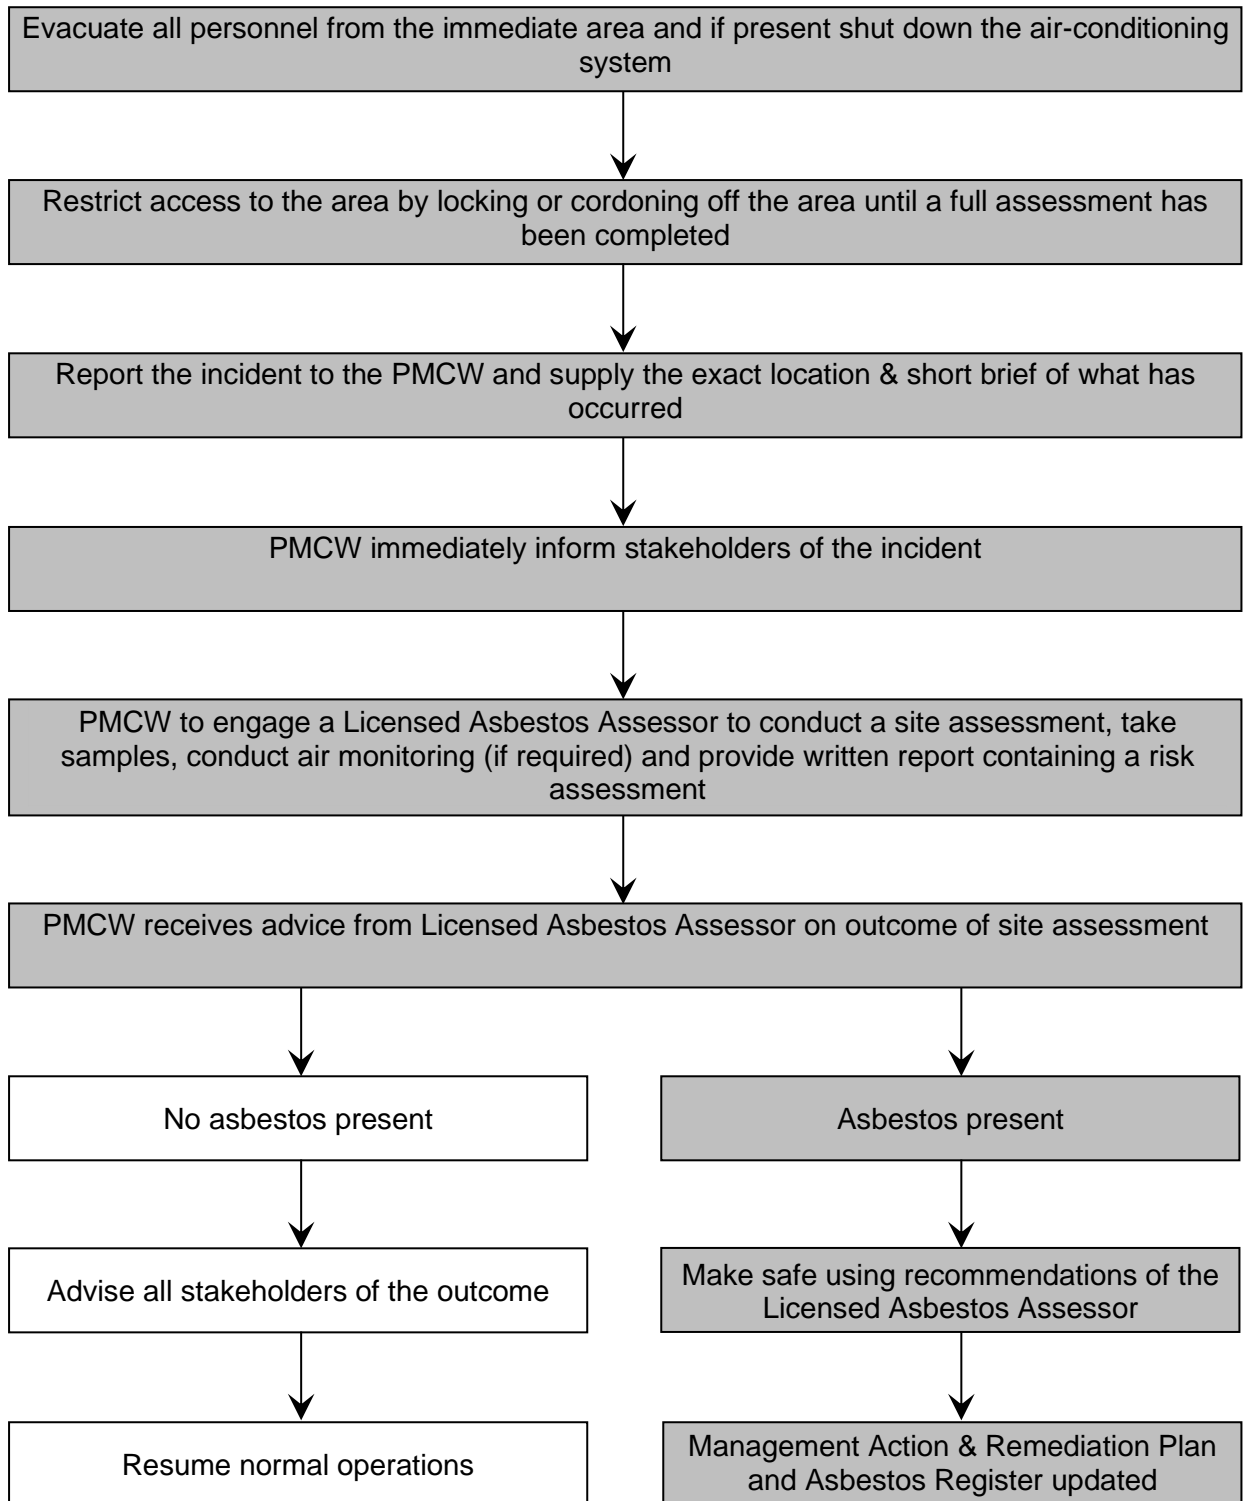 Evacuate all personnel from the immediate area and if present shut down the air-conditioning
system
Restrict access to the area by locking or cordoning off the area until a full assessment has
been completed
Report the incident to the PMCW and supply the exact location & short brief of what has
occurred
PMCW immediately inform stakeholders of the incident
PMCW to engage a Licensed Asbestos Assessor to conduct a site assessment, take
samples, conduct air monitoring (if required) and provide written report containing a risk
assessment
PMCW receives advice from Licensed Asbestos Assessor on outcome of site assessment
No asbestos present
Advise all stakeholders of the outcome
Resume normal operations
Asbestos present
Make safe using recommendations of the
Licensed Asbestos Assessor
Management Action & Remediation Plan
and Asbestos Register updated